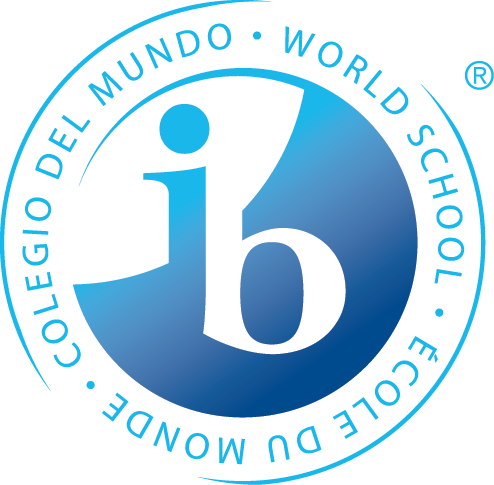 COLEGIO DEL MUNDO · WORLD SCHOOL · ÉCOLE DU MONDE ·
®
ib